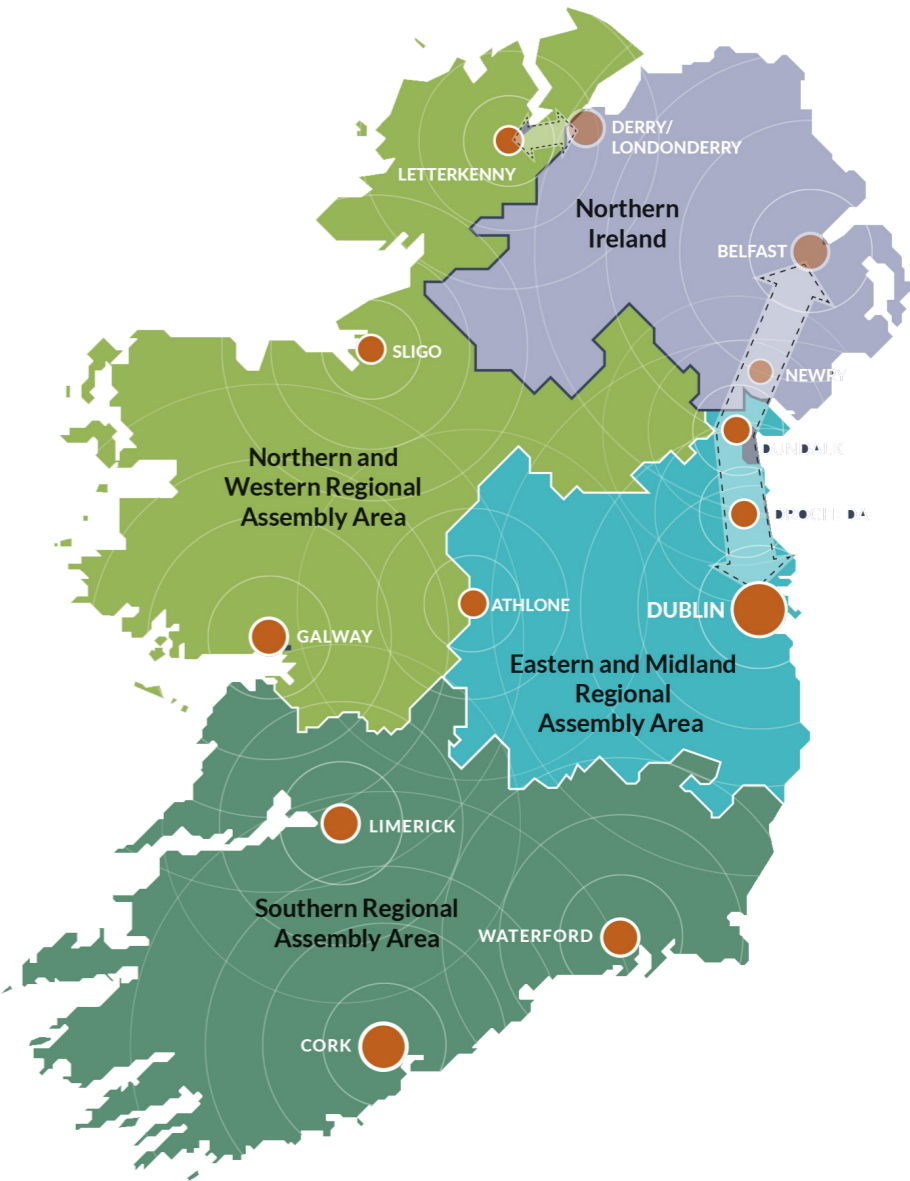 DERRY/
LONDONDERRY
LETTERKENNY
Northern
Ireland
BELFAST
SLIGO
NEWRY
DUNDALK
Northern and
Western Regional
Assembly Area
DROGHEDA
ATHLONE
DUBLIN
GALWAY
Eastern and Midland
Regional
Assembly Area
LIMERICK
Southern Regional
Assembly Area
WATERFORD
CORK